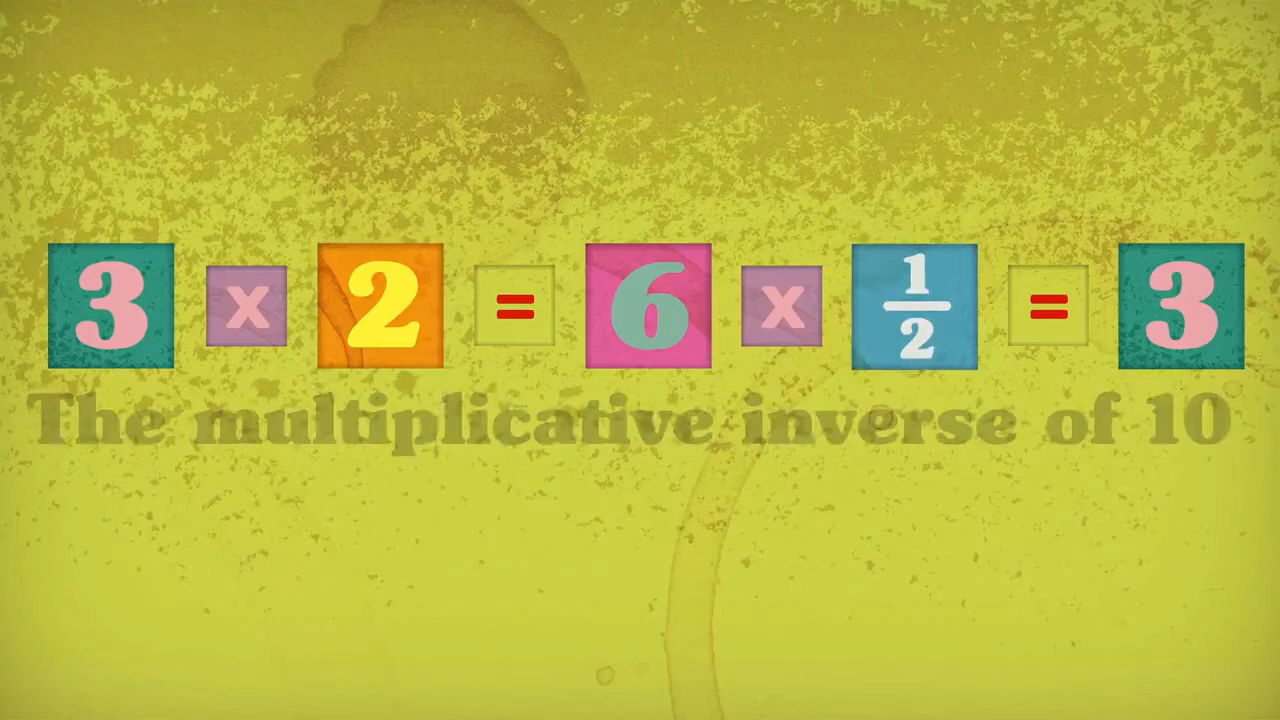 3 x 2 = 6 x 1/2 = 3
The multiplicative inverse of 10